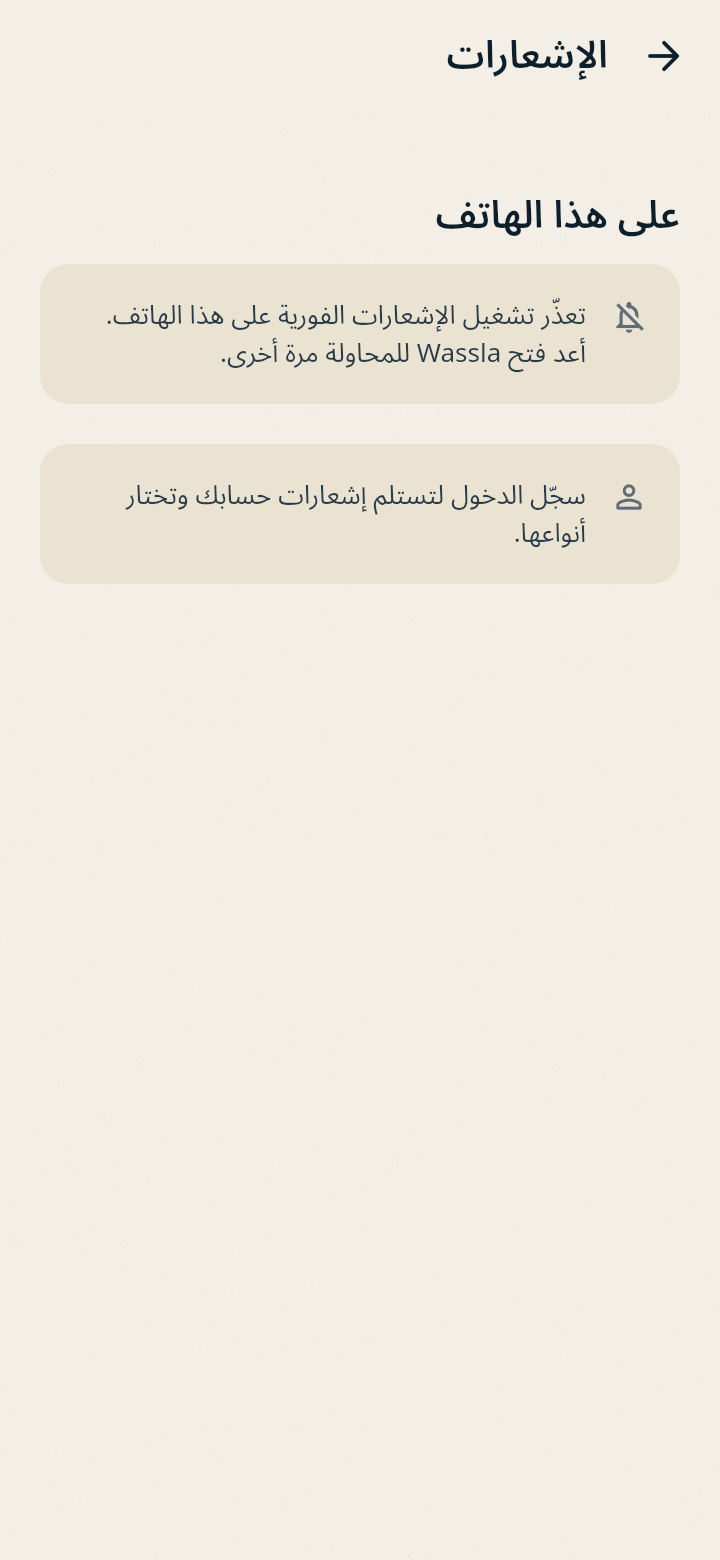 الإشعارات
على هذا الهاتف
تعذّر تشغيل الإشعارات الفورية على هذا الهاتف.
أعد فتح Wassla للمحاولة مرة أخرى.
سجّل الدخول لتستلم إشعارات حسابك وتختار
أنواعها.